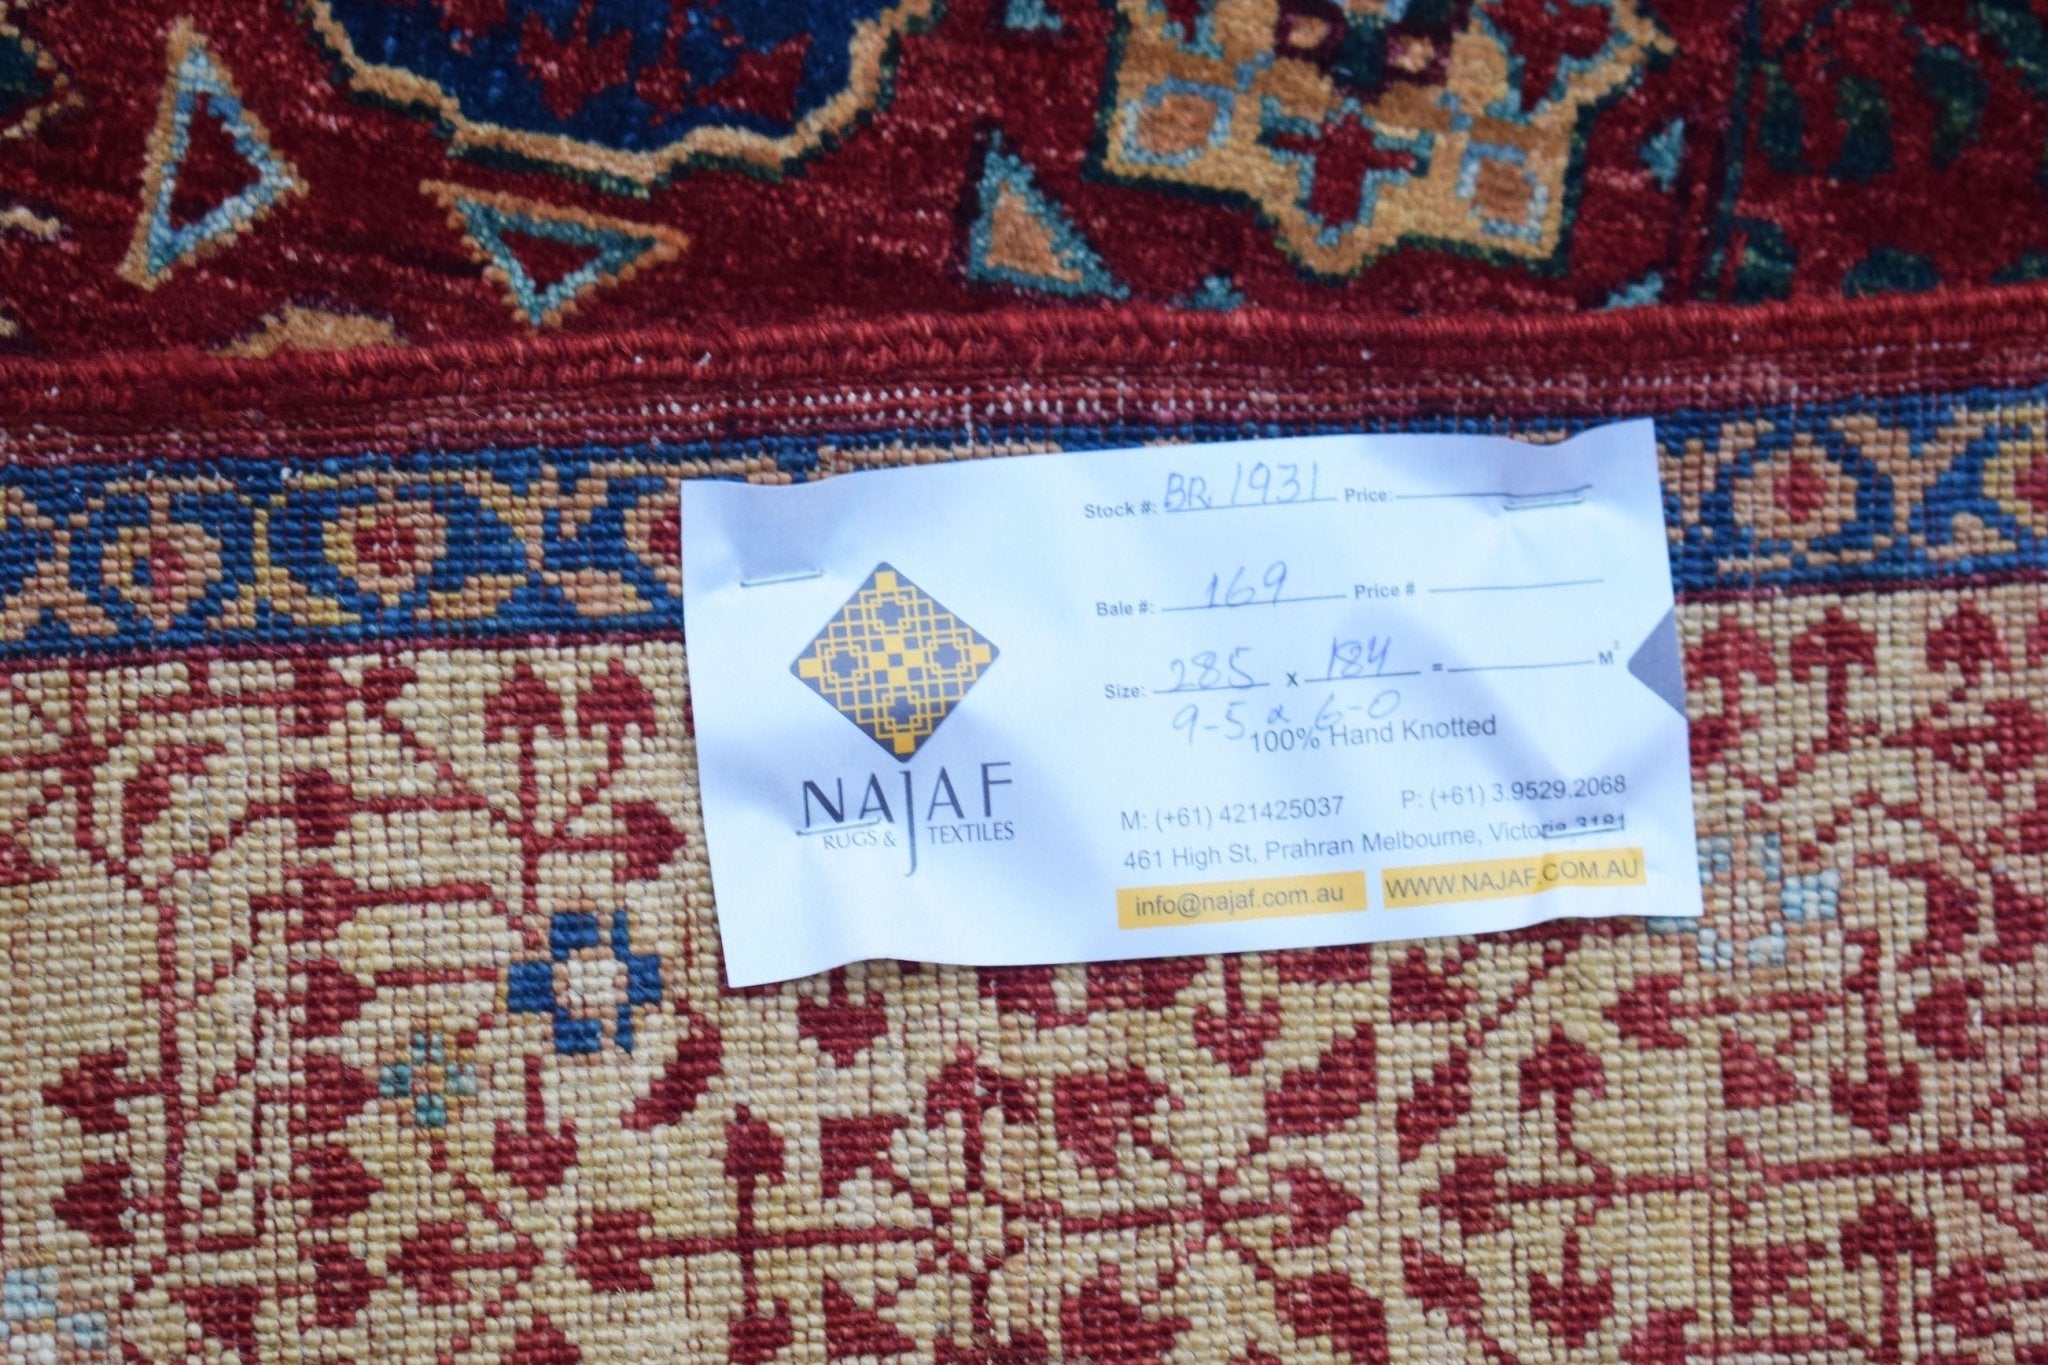 NAJAF
RUGS & TEXTILES
Stock #: BR 1931 Price:
Bale #: 169 Price #
Size: 285 x 184 = M²
9-5 x 6-0
100% Hand Knotted
M: (+61) 421425037 P: (+61) 3.9529.2068
461 High St, Prahran Melbourne, Victoria, 3181
info@najaf.com.au WWW.NAJAF.COM.AU